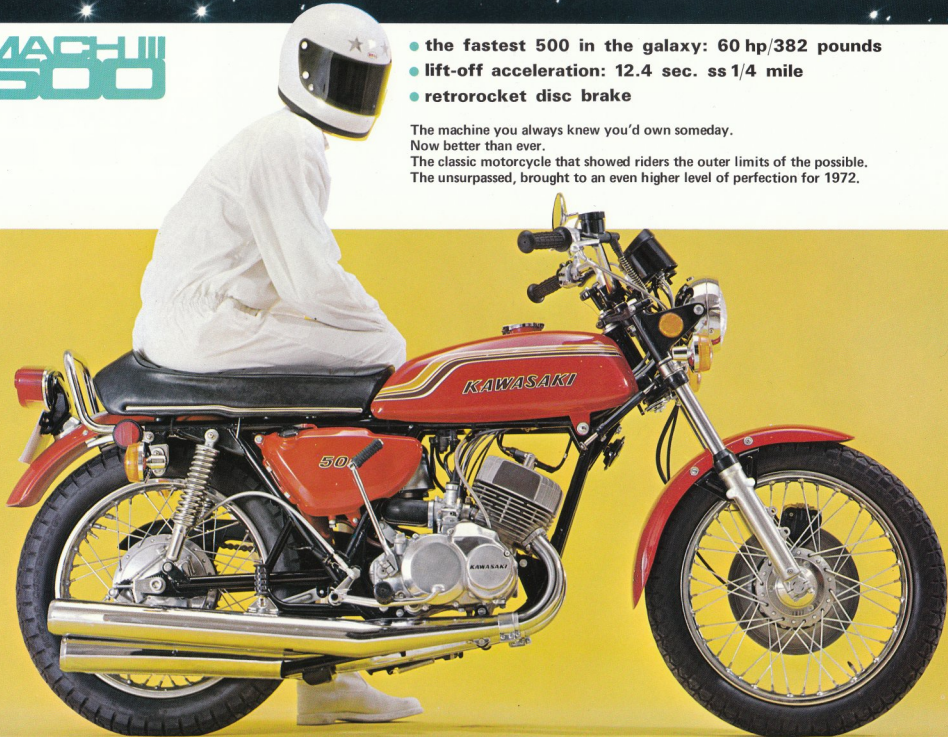 MACH III
500
• the fastest 500 in the galaxy: 60 hp/382 pounds
• lift-off acceleration: 12.4 sec. ss 1/4 mile
• retrorocket disc brake
The machine you always knew you'd own someday.
Now better than ever.
The classic motorcycle that showed riders the outer limits of the possible.
The unsurpassed, brought to an even higher level of perfection for 1972.
KAWASAKI
500
KAWASAKI